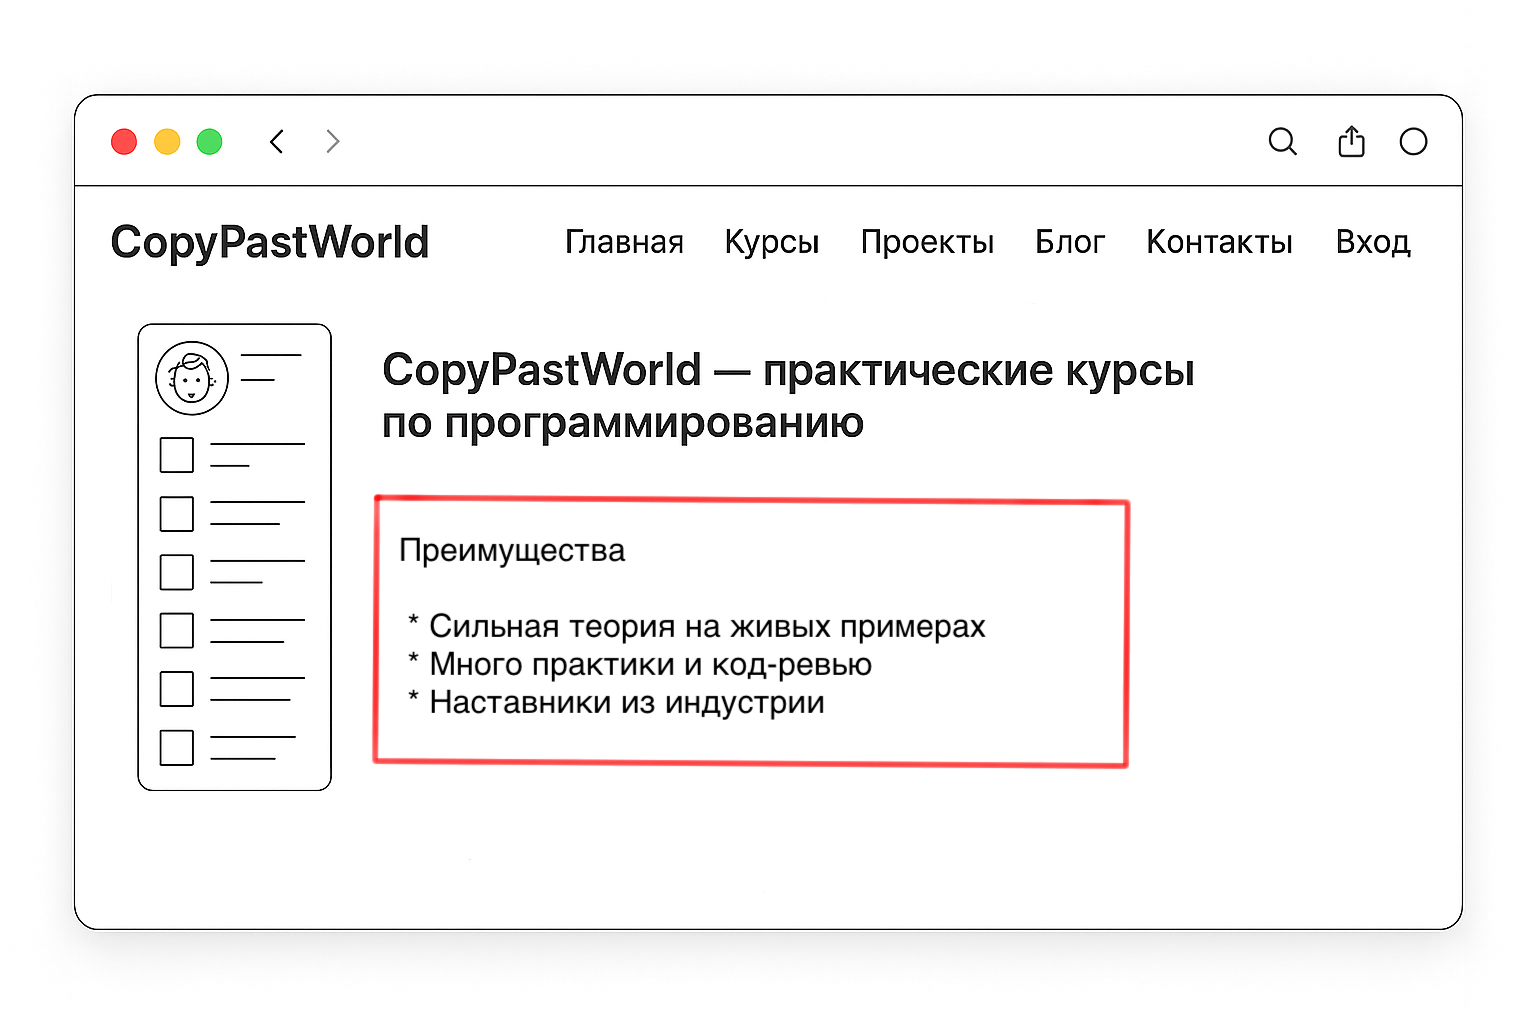 CopyPastWorld
Главная Курсы Проекты Блог Контакты Вход
CopyPastWorld — практические курсы
по программированию
Преимущества
* Сильная теория на живых примерах
* Много практики и код-ревью
* Наставники из индустрии